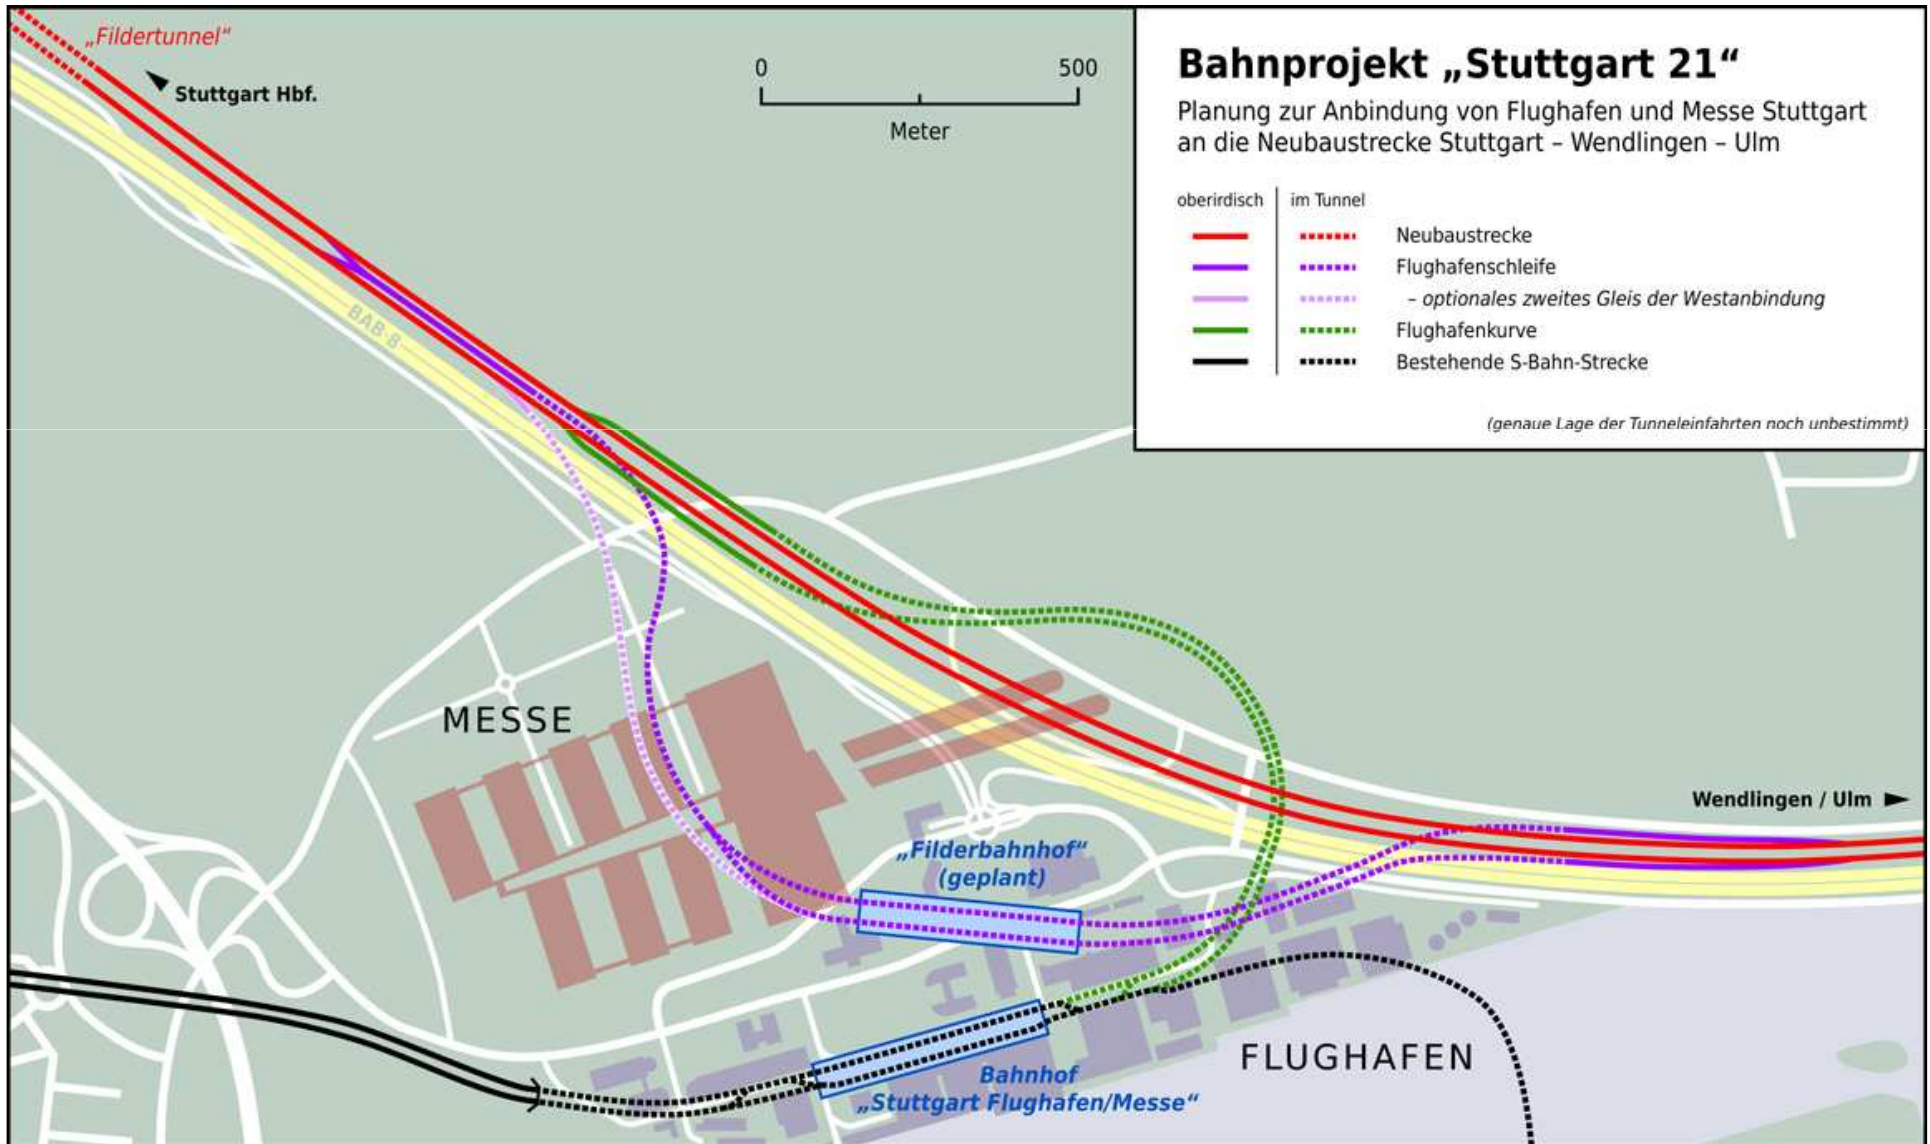 „Fildertunnel“
Stuttgart Hbf.
0 500
Meter
Bahnprojekt „Stuttgart 21“
Planung zur Anbindung von Flughafen und Messe Stuttgart
an die Neubaustrecke Stuttgart – Wendlingen – Ulm
oberirdisch im Tunnel
Neubaustrecke
Flughafenschleife
– optionales zweites Gleis der Westanbindung
Flughafenkurve
Bestehende S-Bahn-Strecke
(genaue Lage der Tunneleinfahrten noch unbestimmt)
BAB 8
MESSE
Wendlingen / Ulm
„Filderbahnhof“
(geplant)
FLUGHAFEN
Bahnhof
„Stuttgart Flughafen/Messe“